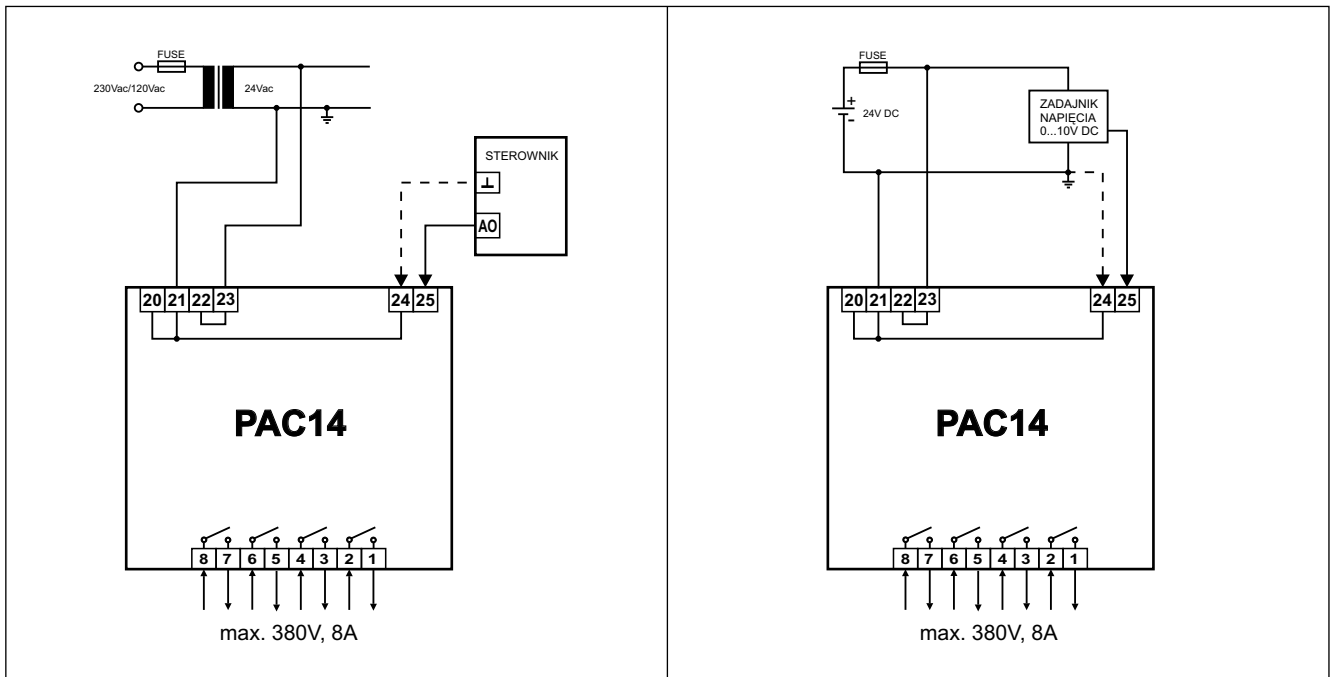 FUSE
230Vac/120Vac
24Vac
STEROWNIK
⊥
AO
20 21 22 23 24 25
PAC14
8 7 6 5 4 3 2 1
max. 380V, 8A
FUSE
+
-
24V DC
ZADAJNIK
NAPIĘCIA
0...10V DC
20 21 22 23 24 25
PAC14
8 7 6 5 4 3 2 1
max. 380V, 8A